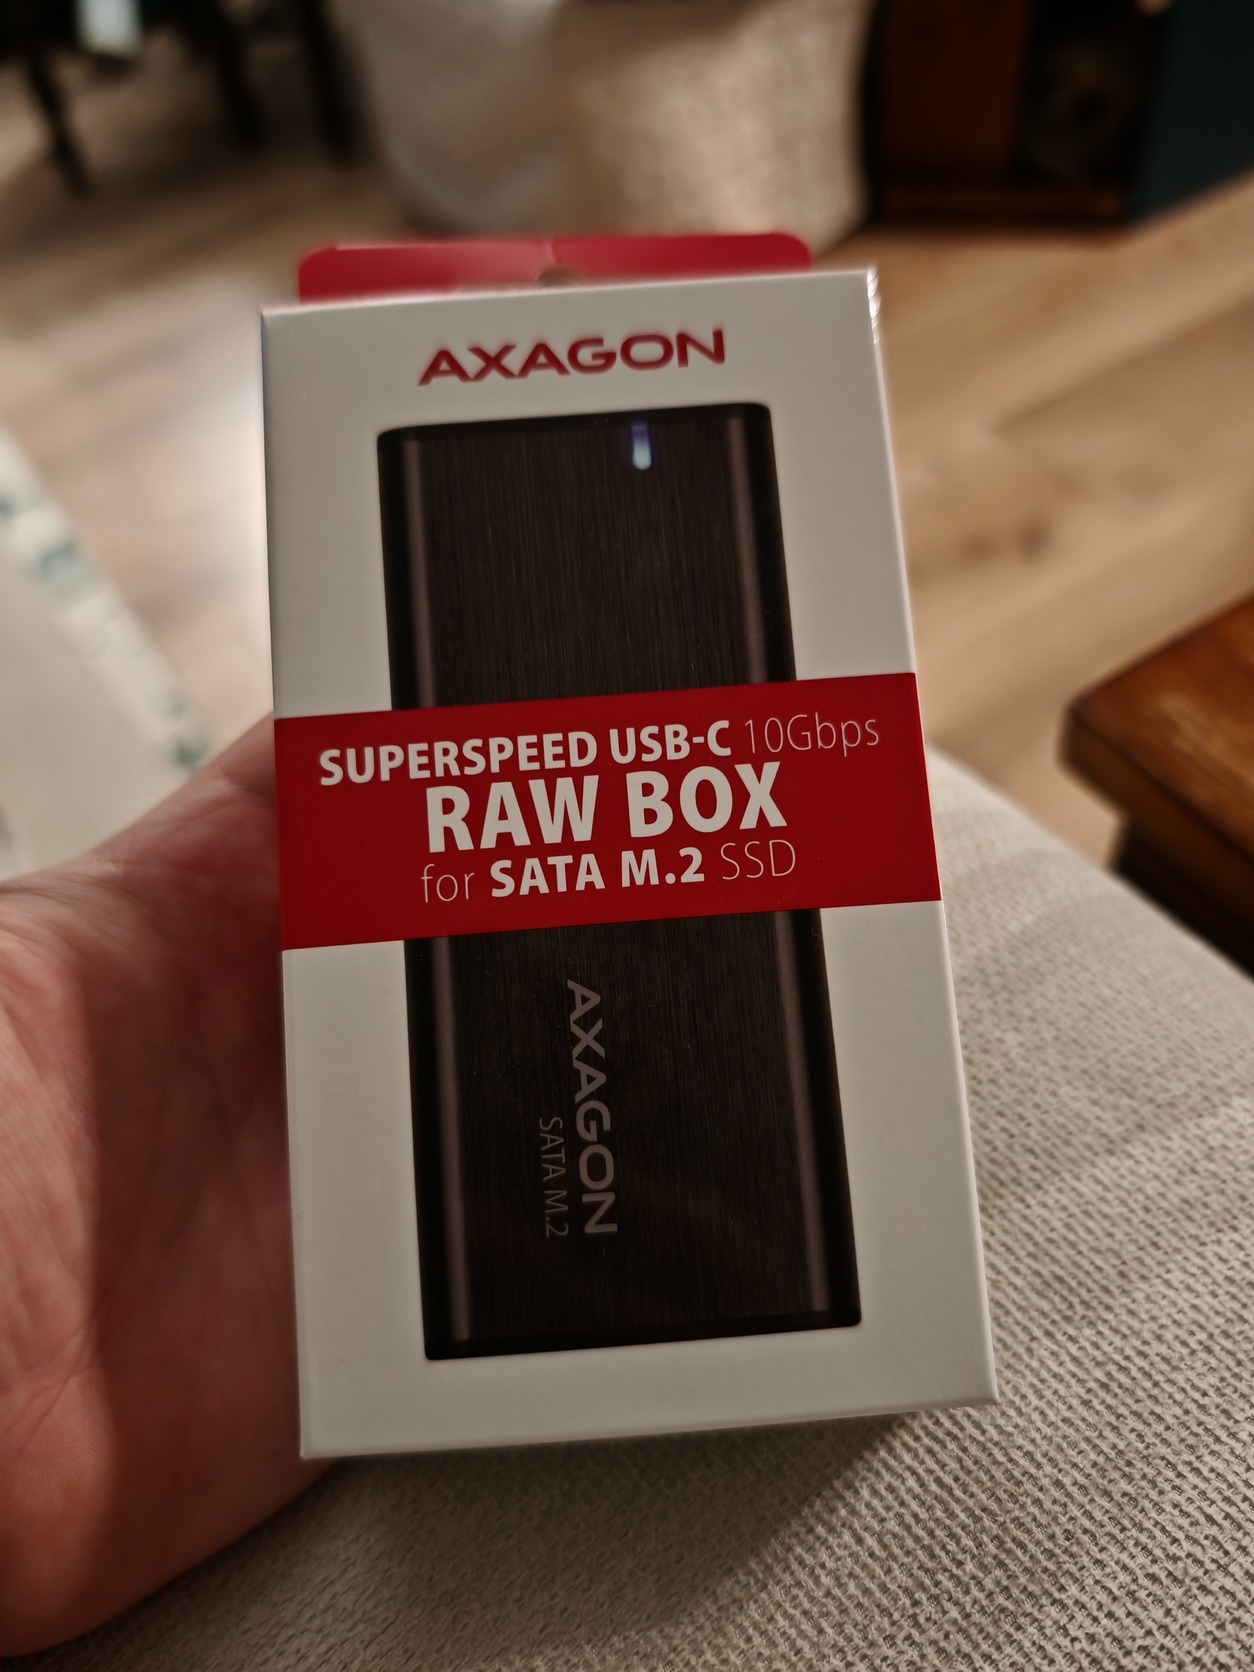 AXAGON
SUPERSPEED USB-C 10Gbps
RAW BOX
for SATA M.2 SSD
AXAGON
SATA M.2